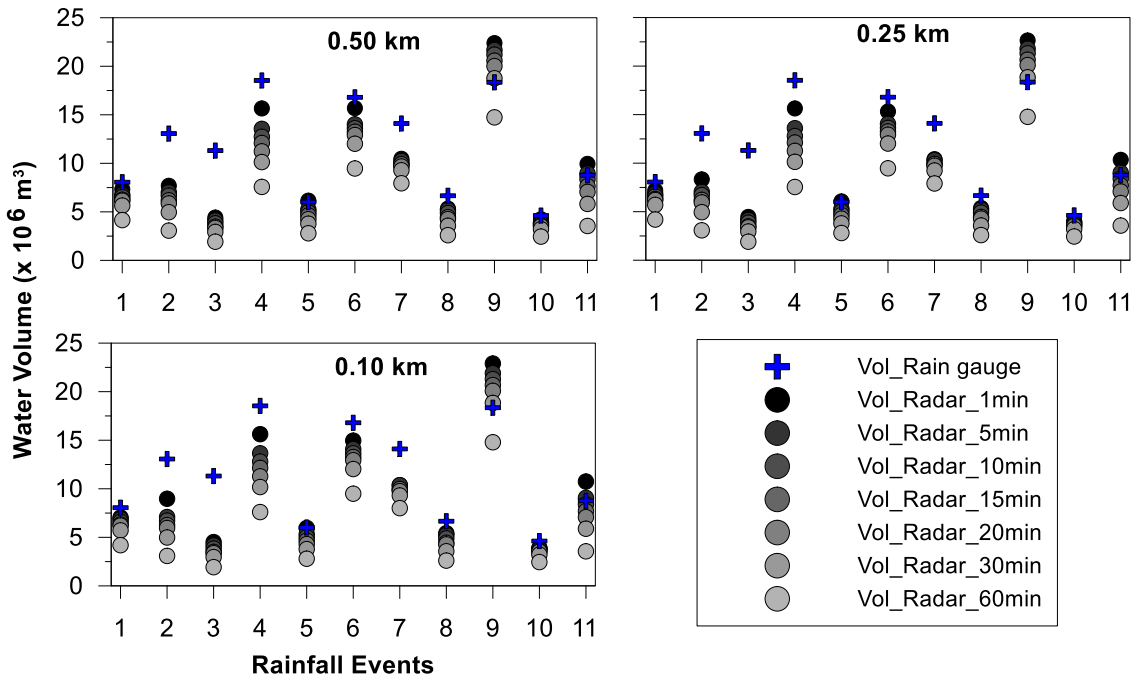 Water Volume (x 10⁶ m³)
0.50 km
25
20
15
10
5
0
1 2 3 4 5 6 7 8 9 10 11
0.25 km
1 2 3 4 5 6 7 8 9 10 11
0.10 km
25
20
15
10
5
0
1 2 3 4 5 6 7 8 9 10 11
Rainfall Events
Vol_Rain gauge
Vol_Radar_1min
Vol_Radar_5min
Vol_Radar_10min
Vol_Radar_15min
Vol_Radar_20min
Vol_Radar_30min
Vol_Radar_60min